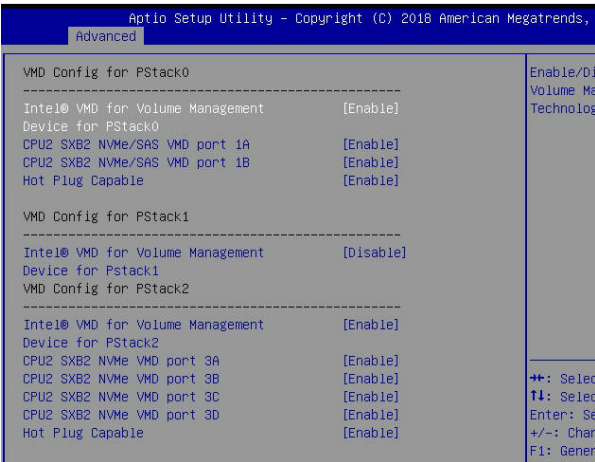 Aptio Setup Utility – Copyright (C) 2018 American Megatrends,
Advanced
VMD Config for PStack0
Enable/Di
Volume Ma
Intel® VMD for Volume Management [Enable]
Technolog
Device for PStack0
CPU2 SXB2 NVMe/SAS VMD port 1A [Enable]
CPU2 SXB2 NVMe/SAS VMD port 1B [Enable]
Hot Plug Capable [Enable]
VMD Config for PStack1
Intel® VMD for Volume Management [Disable]
Device for Pstack1
VMD Config for PStack2
Intel® VMD for Volume Management [Enable]
Device for PStack2
CPU2 SXB2 NVMe VMD port 3A [Enable]
CPU2 SXB2 NVMe VMD port 3B [Enable]
CPU2 SXB2 NVMe VMD port 3C [Enable]
CPU2 SXB2 NVMe VMD port 3D [Enable]
Hot Plug Capable [Enable]
→←: Selec
↑↓: Selec
Enter: Se
+/-: Chan
F1: Gener